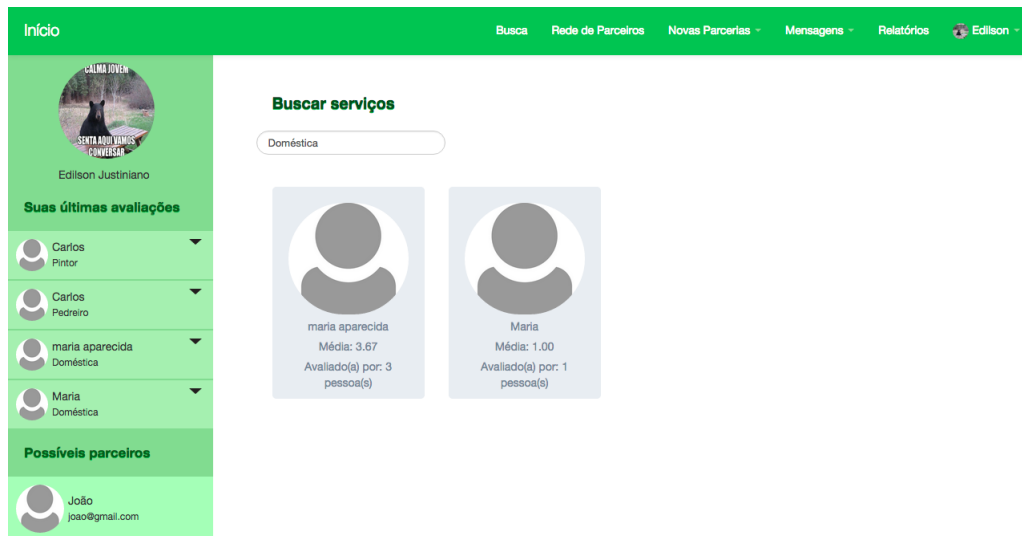 Início
Busca
Rede de Parceiros
Novas Parcerias
Mensagens
Relatórios
Edilson
CALMA JOVEM
SENTA AQUI VAMOS
CONVERSAR
Edilson Justiniano
Suas últimas avaliações
Carlos
Pintor
Carlos
Pedreiro
maria aparecida
Doméstica
Maria
Doméstica
Possíveis parceiros
João
joao@gmail.com
Buscar serviços
Doméstica
maria aparecida
Média: 3.67
Avaliado(a) por: 3
pessoa(s)
Maria
Média: 1.00
Avaliado(a) por: 1
pessoa(s)